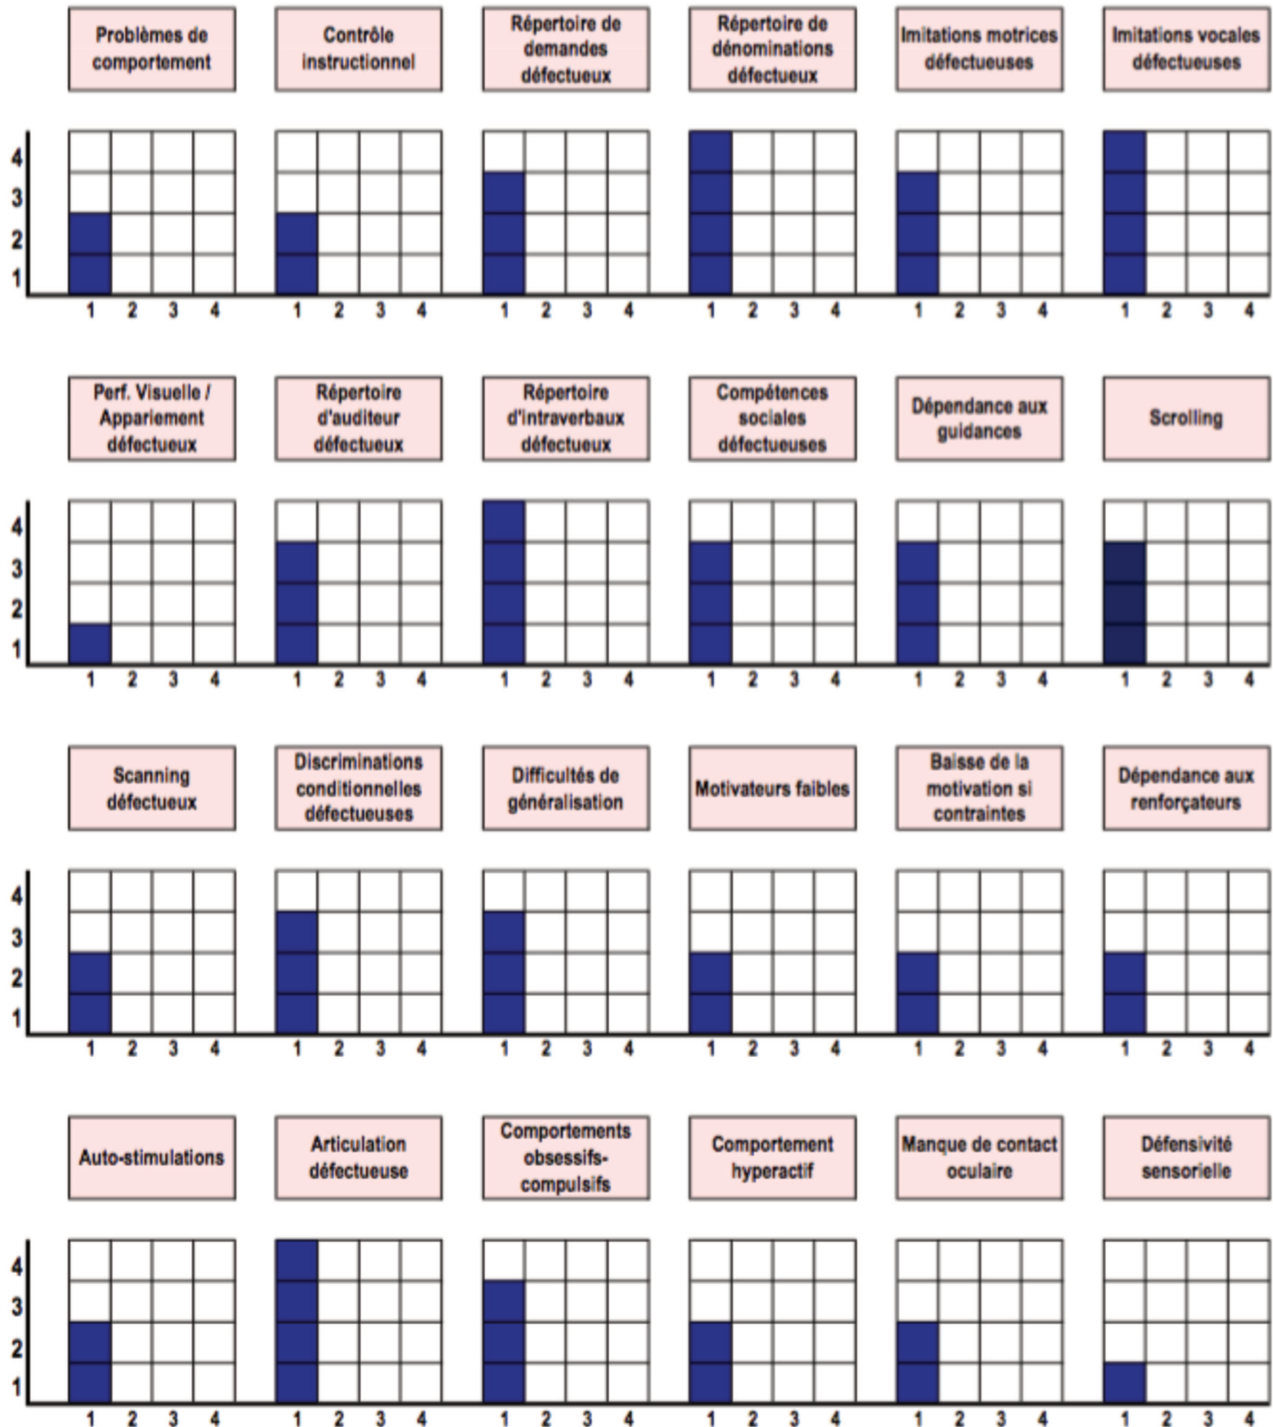 Problèmes de
comportement
Contrôle
instructionnel
Répertoire de
demandes
défectueux
Répertoire de
dénominations
défectueux
Imitations motrices
défectueuses
Imitations vocales
défectueuses
4
3
2
1
1 2 3 4 1 2 3 4 1 2 3 4 1 2 3 4 1 2 3 4 1 2 3 4
Perf. Visuelle /
Appariement
défectueux
Répertoire
d'auditeur
défectueux
Répertoire
d'intraverbaux
défectueux
Compétences
sociales
défectueuses
Dépendance aux
guidances
Scrolling
4
3
2
1
1 2 3 4 1 2 3 4 1 2 3 4 1 2 3 4 1 2 3 4 1 2 3 4
Scanning
défectueux
Discriminations
conditionnelles
défectueuses
Difficultés de
généralisation
Motivateurs faibles
Baisse de la
motivation si
contraintes
Dépendance aux
renforçateurs
4
3
2
1
1 2 3 4 1 2 3 4 1 2 3 4 1 2 3 4 1 2 3 4 1 2 3 4
Auto-stimulations
Articulation
défectueuse
Comportements
obsessifs-
compulsifs
Comportement
hyperactif
Manque de contact
oculaire
Défensivité
sensorielle
4
3
2
1
1 2 3 4 1 2 3 4 1 2 3 4 1 2 3 4 1 2 3 4 1 2 3 4